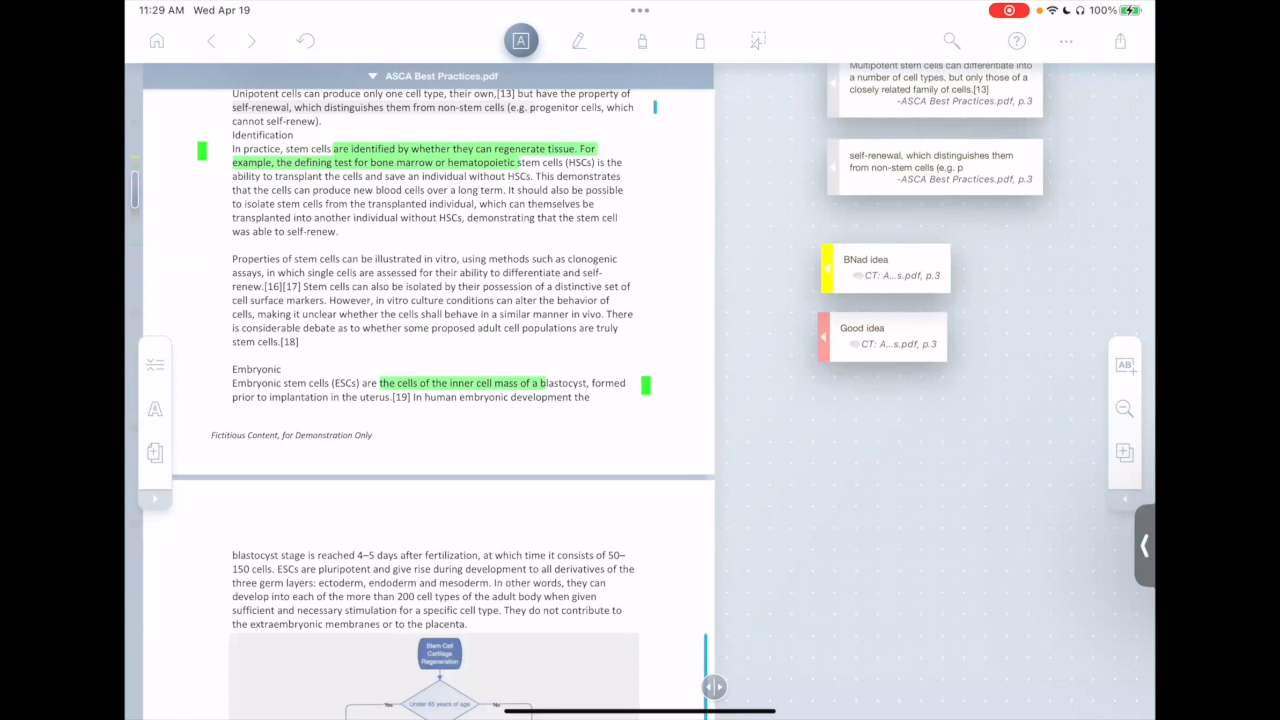 11:29 AM Wed Apr 19
100%
A
ASCA Best Practices.pdf
Unipotent cells can produce only one cell type, their own,[13] but have the property of
self-renewal, which distinguishes them from non-stem cells (e.g. progenitor cells, which
cannot self-renew).
Identification
In practice, stem cells are identified by whether they can regenerate tissue. For
example, the defining test for bone marrow or hematopoietic stem cells (HSCs) is the
ability to transplant the cells and save an individual without HSCs. This demonstrates
that the cells can produce new blood cells over a long term. It should also be possible
to isolate stem cells from the transplanted individual, which can themselves be
transplanted into another individual without HSCs, demonstrating that the stem cell
was able to self-renew.
Properties of stem cells can be illustrated in vitro, using methods such as clonogenic
assays, in which single cells are assessed for their ability to differentiate and self-
renew.[16][17] Stem cells can also be isolated by their possession of a distinctive set of
cell surface markers. However, in vitro culture conditions can alter the behavior of
cells, making it unclear whether the cells shall behave in a similar manner in vivo. There
is considerable debate as to whether some proposed adult cell populations are truly
stem cells.[18]
Embryonic
Embryonic stem cells (ESCs) are the cells of the inner cell mass of a blastocyst, formed
prior to implantation in the uterus.[19] In human embryonic development the
Fictitious Content, for Demonstration Only
blastocyst stage is reached 4–5 days after fertilization, at which time it consists of 50–
150 cells. ESCs are pluripotent and give rise during development to all derivatives of the
three germ layers: ectoderm, endoderm and mesoderm. In other words, they can
develop into each of the more than 200 cell types of the adult body when given
sufficient and necessary stimulation for a specific cell type. They do not contribute to
the extraembryonic membranes or to the placenta.
Stem Cell
Cartilage
Regeneration
Yes
Under 65 years of age
No
Multipotent stem cells can differentiate into
a number of cell types, but only those of a
closely related family of cells.[13]
-ASCA Best Practices.pdf, p.3
self-renewal, which distinguishes them
from non-stem cells (e.g. p
-ASCA Best Practices.pdf, p.3
BNad idea
CT: A...s.pdf, p.3
Good idea
CT: A...s.pdf, p.3
A
AB